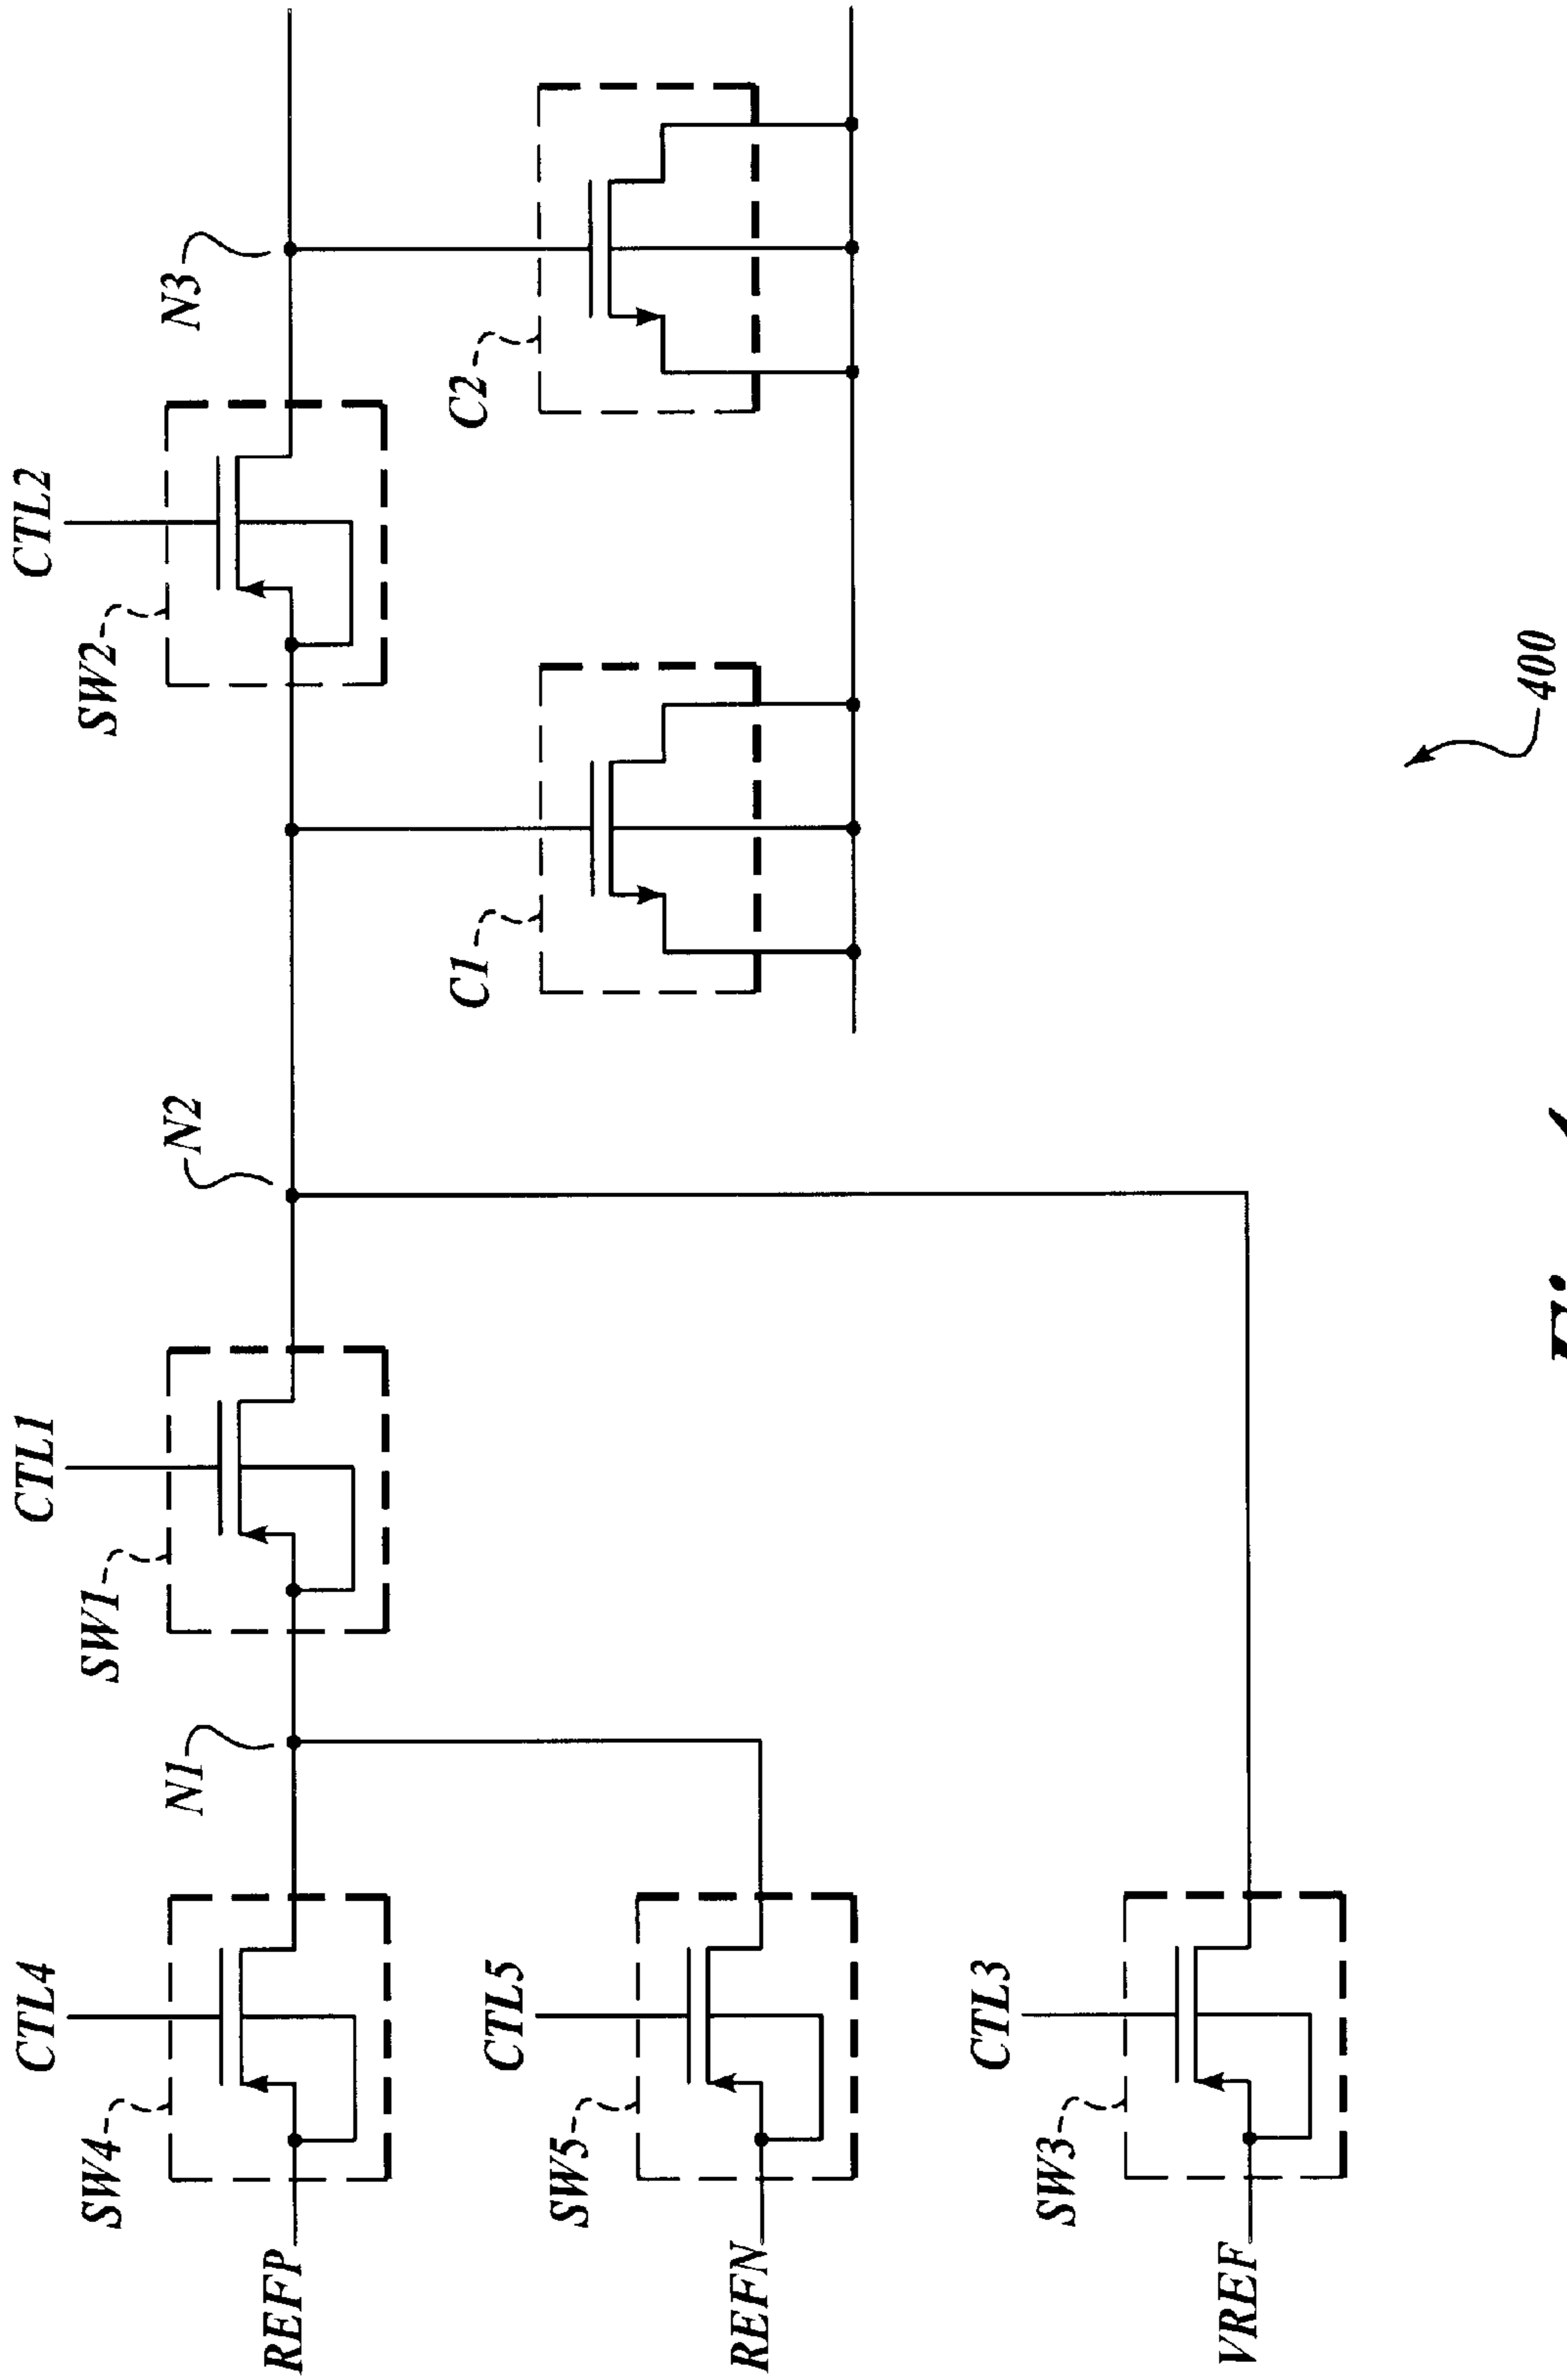 CTL4
CTL1
CTL2
SW4
SW1
SW2
REFP
N1
N2
N3
CTL5
C1
C2
SW5
REFN
CTL3
SW3
VREF
400